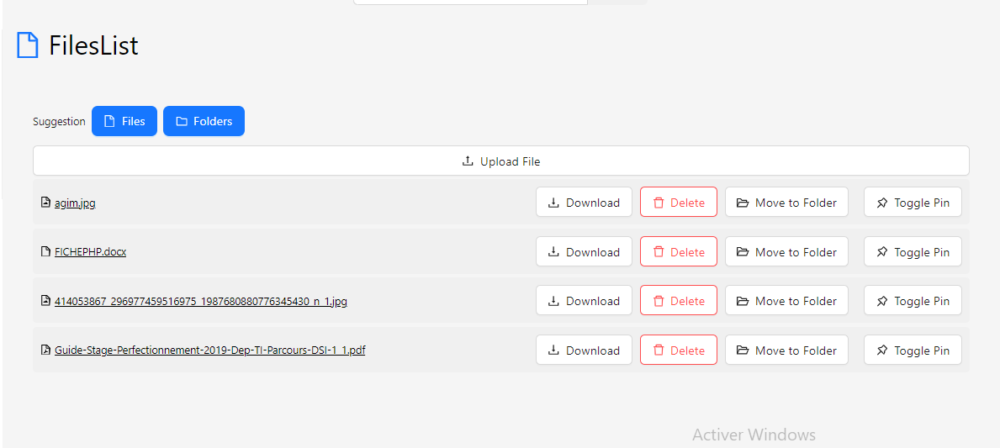 FilesList
Suggestion Files Folders
Upload File
agim.jpg Download Delete Move to Folder Toggle Pin
FICHEPHP.docx Download Delete Move to Folder Toggle Pin
414053867_296977459516975_1987680880776345430_n_1.jpg Download Delete Move to Folder Toggle Pin
Guide-Stage-Perfectionnement-2019-Dep-TI-Parcours-DSI-1_1.pdf Download Delete Move to Folder Toggle Pin
Activer Windows